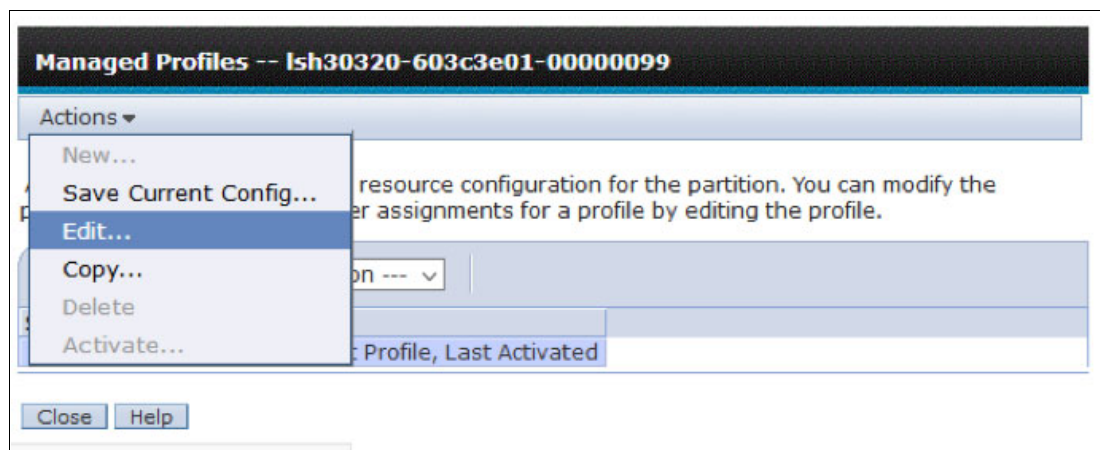 Managed Profiles -- lsh30320-603c3e01-00000099
Actions
New...
Save Current Config...
resource configuration for the partition. You can modify the
er assignments for a profile by editing the profile.
Edit...
Copy...
on ---
Delete
Activate...
t Profile, Last Activated
Close Help